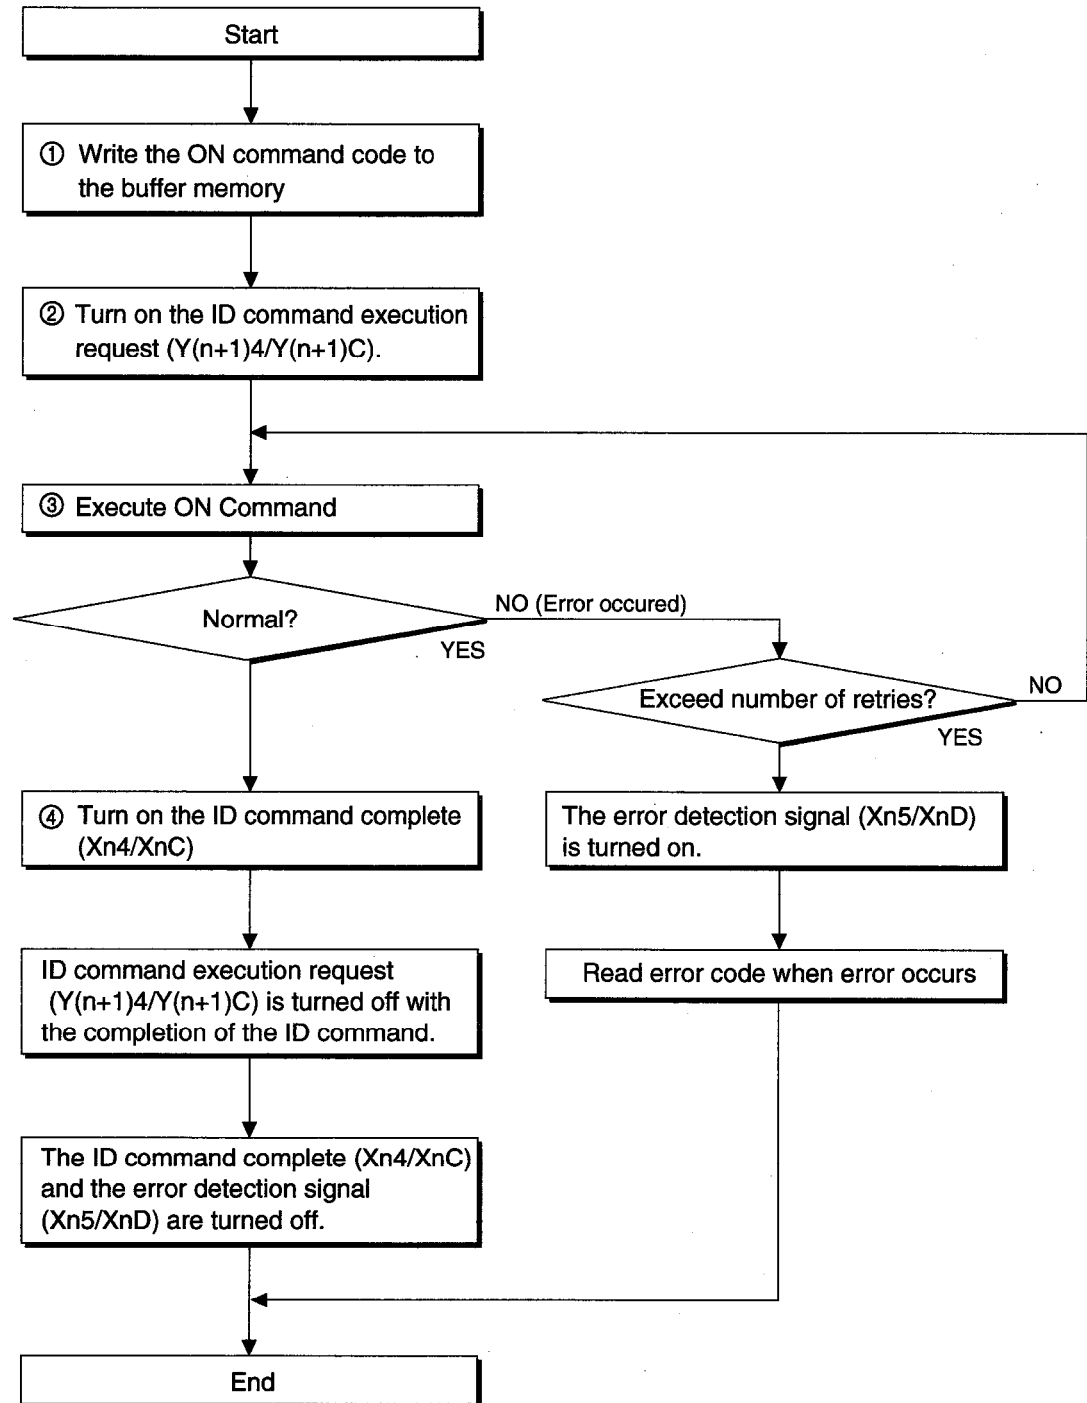 Start
① Write the ON command code to
the buffer memory
② Turn on the ID command execution
request (Y(n+1)4/Y(n+1)C).
③ Execute ON Command
Normal?
NO (Error occured)
YES
Exceed number of retries?
NO
YES
④ Turn on the ID command complete
(Xn4/XnC)
The error detection signal (Xn5/XnD)
is turned on.
ID command execution request
(Y(n+1)4/Y(n+1)C) is turned off with
the completion of the ID command.
Read error code when error occurs
The ID command complete (Xn4/XnC)
and the error detection signal
(Xn5/XnD) are turned off.
End